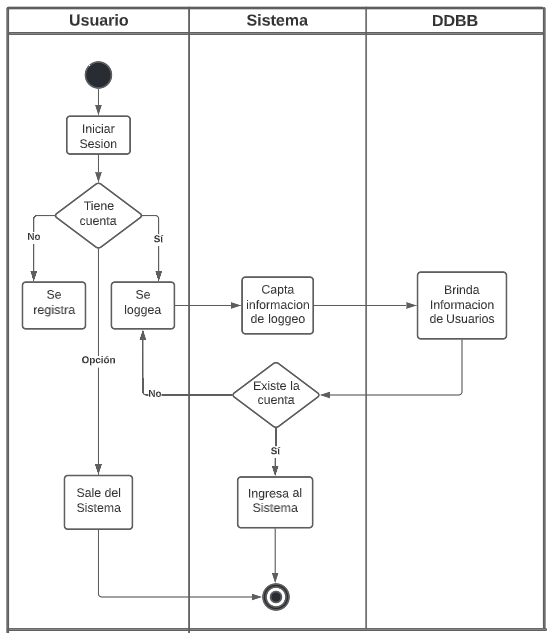 Usuario
Sistema
DDBB
Iniciar
Sesion
Tiene
cuenta
No
Sí
Se
registra
Se
loggea
Capta
informacion
de loggeo
Brinda
Informacion
de Usuarios
Opción
Existe la
cuenta
No
Sí
Sale del
Sistema
Ingresa al
Sistema